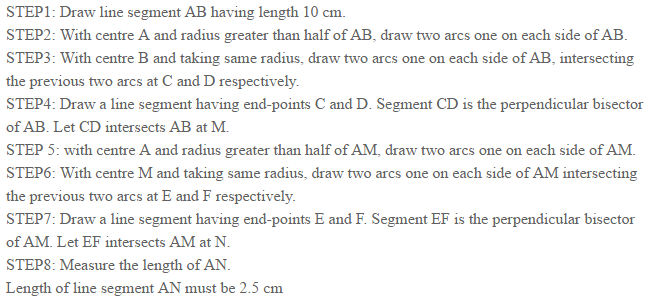 STEP1: Draw line segment AB having length 10 cm.
STEP2: With centre A and radius greater than half of AB, draw two arcs one on each side of AB.
STEP3: With centre B and taking same radius, draw two arcs one on each side of AB, intersecting
the previous two arcs at C and D respectively.
STEP4: Draw a line segment having end-points C and D. Segment CD is the perpendicular bisector
of AB. Let CD intersects AB at M.
STEP 5: with centre A and radius greater than half of AM, draw two arcs one on each side of AM.
STEP6: With centre M and taking same radius, draw two arcs one on each side of AM intersecting
the previous two arcs at E and F respectively.
STEP7: Draw a line segment having end-points E and F. Segment EF is the perpendicular bisector
of AM. Let EF intersects AM at N.
STEP8: Measure the length of AN.
Length of line segment AN must be 2.5 cm